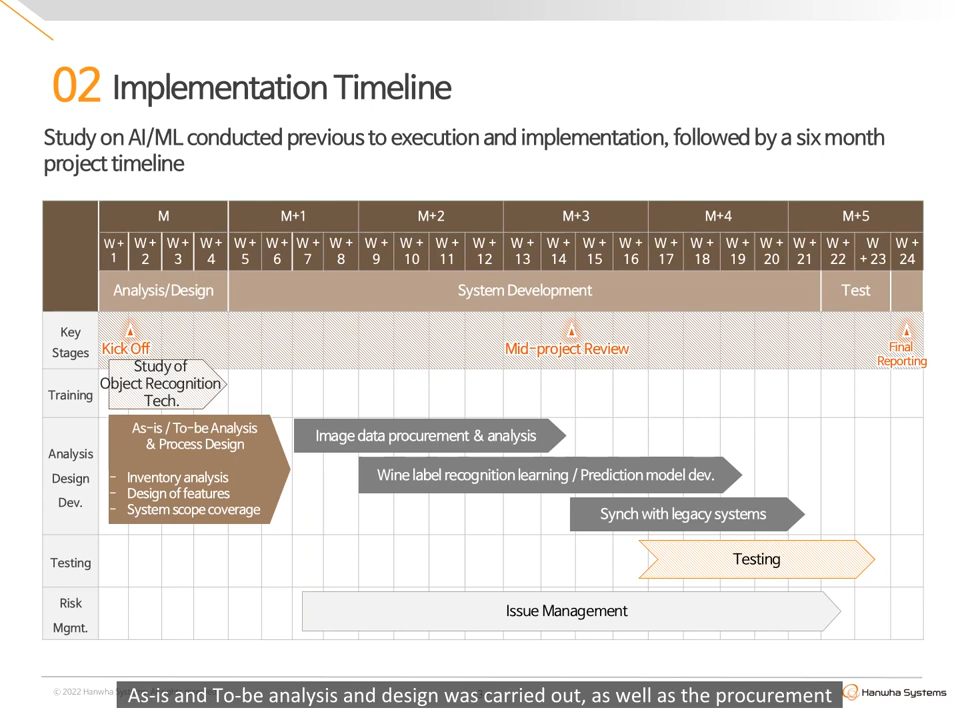 02 Implementation Timeline
Study on AI/ML conducted previous to execution and implementation, followed by a six month
project timeline
M M+1 M+2 M+3 M+4 M+5
W + 1 W + 2 W + 3 W + 4 W + 5 W + 6 W + 7 W + 8 W + 9 W + 10 W + 11 W + 12 W + 13 W + 14 W + 15 W + 16 W + 17 W + 18 W + 19 W + 20 W + 21 W + 22 W + 23 W + 24
Analysis/Design System Development Test
Key
Stages
Kick Off
Mid-project Review
Final
Reporting
Training
Study of
Object Recognition
Tech.
Analysis
Design
Dev.
As-is / To-be Analysis
& Process Design
- Inventory analysis
- Design of features
- System scope coverage
Image data procurement & analysis
Wine label recognition learning / Prediction model dev.
Synch with legacy systems
Testing
Testing
Risk
Mgmt.
Issue Management
© 2022 Hanwha
As-is and To-be analysis and design was carried out, as well as the procurement
Hanwha Systems